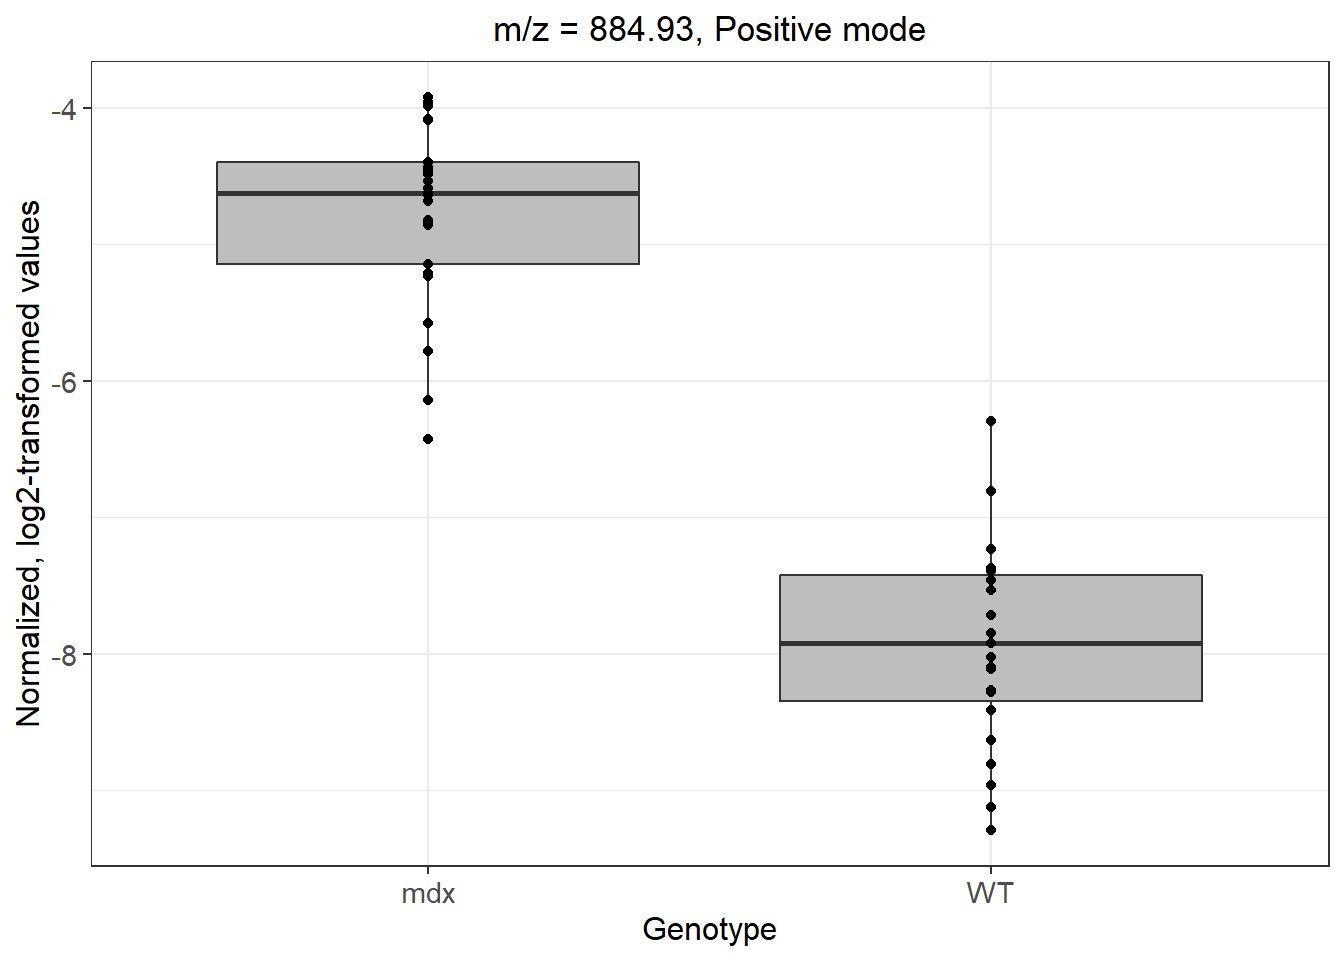 m/z = 884.93, Positive mode
Normalized, log2-transformed values
-4
-6
-8
mdx WT
Genotype